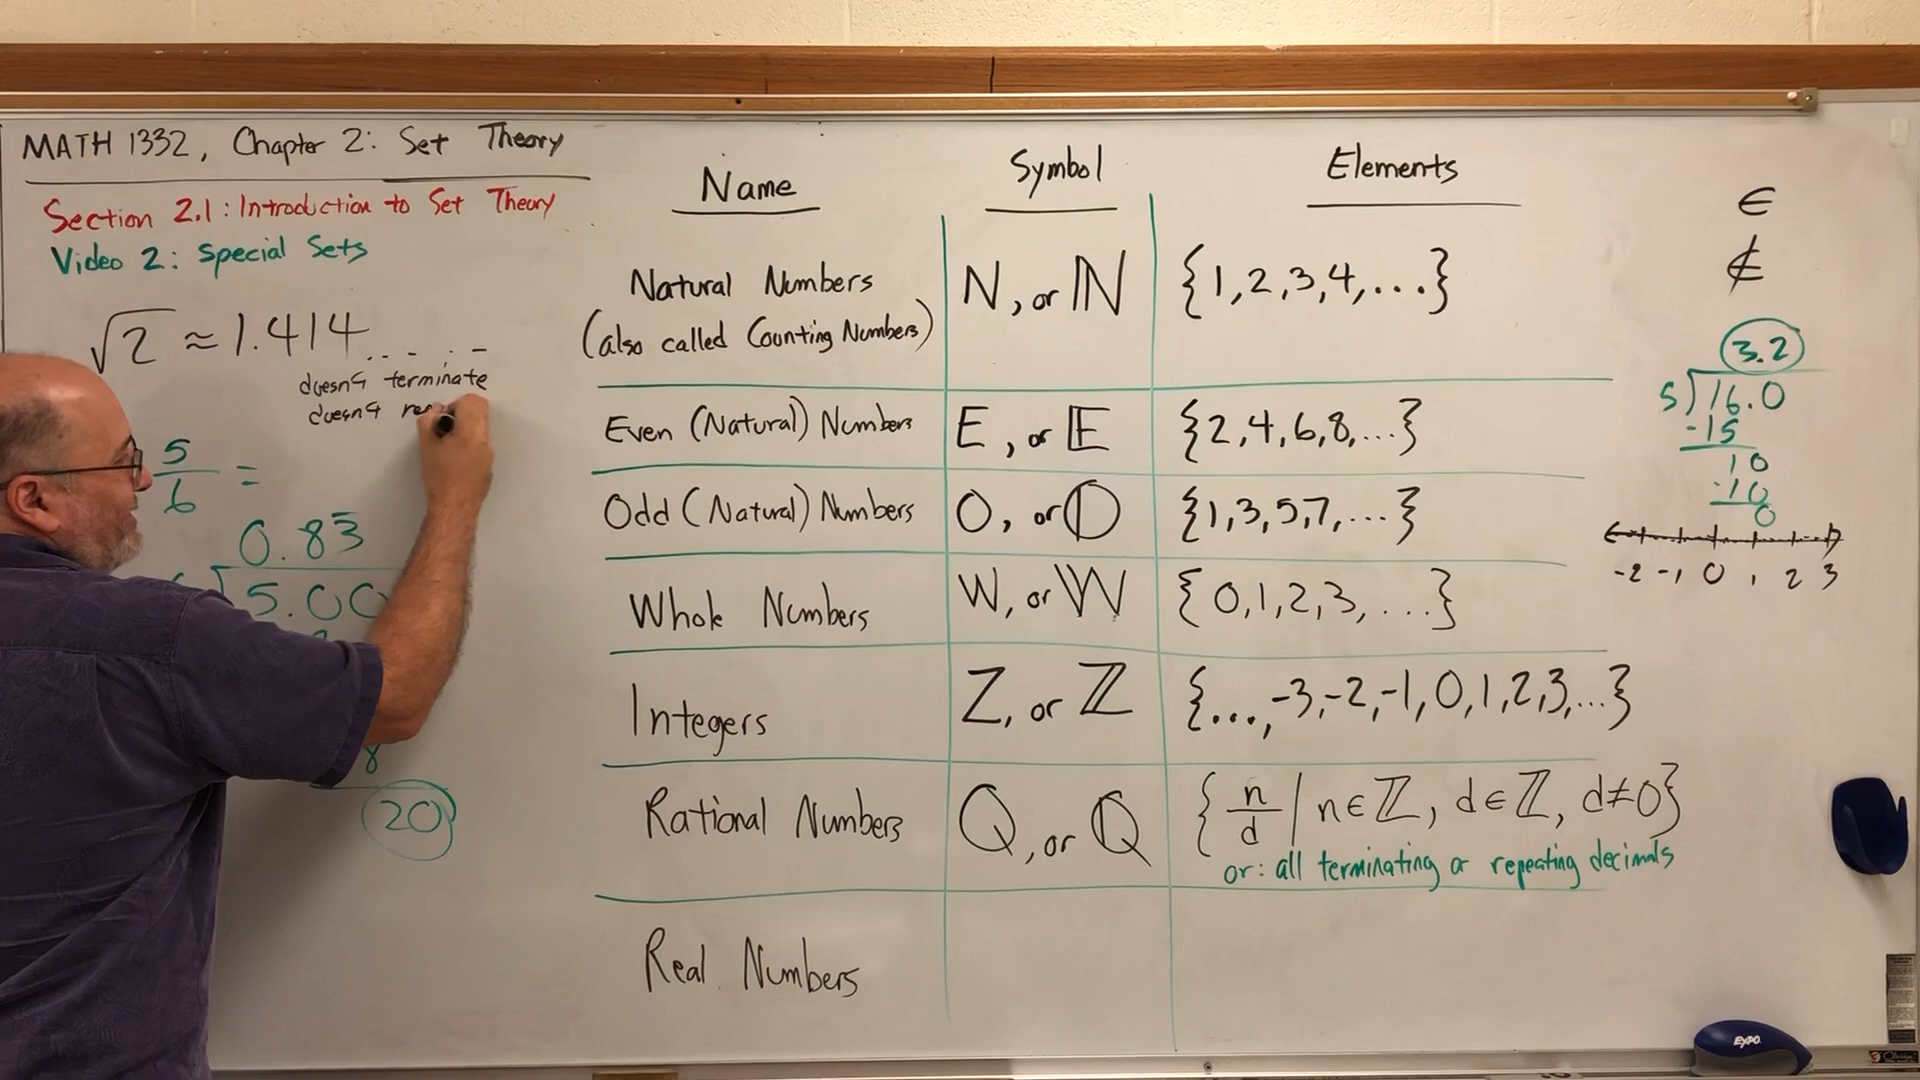 MATH 1332, Chapter 2: Set Theory
Section 2.1: Introduction to Set Theory
Video 2: Special Sets
√2 ≈ 1.414.......
doesn't terminate
doesn't
5/6 =
0.83
5.00
8
20
Name Symbol Elements
Natural Numbers
(also called Counting Numbers)
N, or ℕ {1,2,3,4,...}
Even (Natural) Numbers E, or 𝔼 {2,4,6,8,...}
Odd (Natural) Numbers O, or 𝕆 {1,3,5,7,...}
Whole Numbers W, or 𝕎 {0,1,2,3,...}
Integers Z, or ℤ {...,-3,-2,-1,0,1,2,3,...}
Rational Numbers Q, or ℚ {n/d | n∈ℤ, d∈ℤ, d≠0}
or: all terminating or repeating decimals
Real Numbers
∈
∉
3.2
5)16.0
-15
10
-10
0
-2 -1 0 1 2 3
EXPO